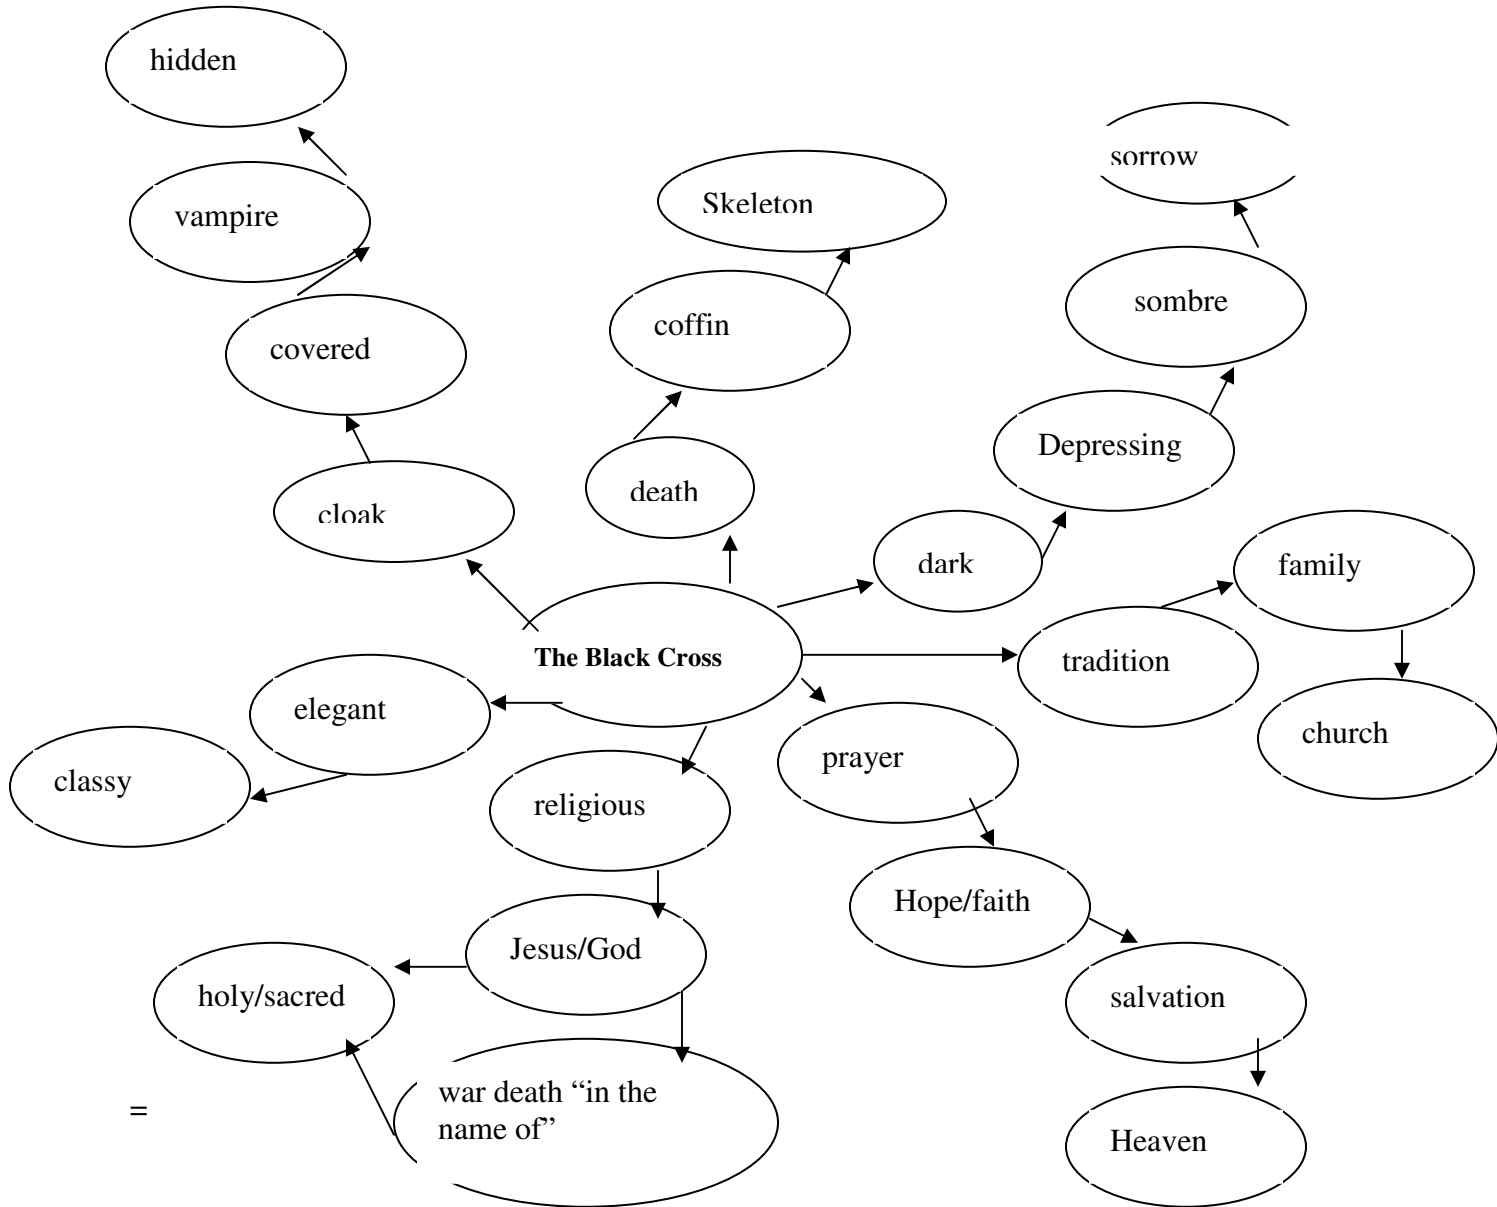 hidden
sorrow
Skeleton
vampire
sombre
coffin
covered
Depressing
death
cloak
dark
family
The Black Cross
tradition
elegant
church
prayer
classy
religious
Hope/faith
Jesus/God
holy/sacred
salvation
war death “in the
name of”
=
Heaven